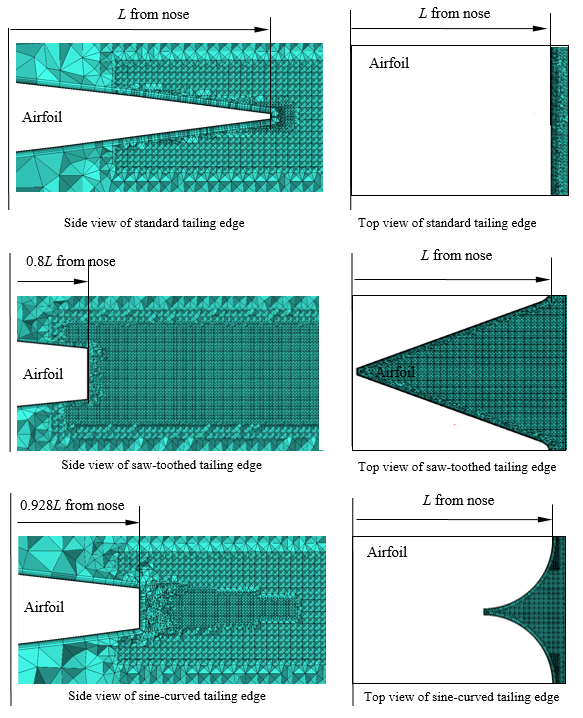 L from nose
L from nose
Airfoil
Airfoil
Side view of standard tailing edge
Top view of standard tailing edge
0.8L from nose
L from nose
Airfoil
Airfoil
Side view of saw-toothed tailing edge
Top view of saw-toothed tailing edge
0.928L from nose
L from nose
Airfoil
Airfoil
Side view of sine-curved tailing edge
Top view of sine-curved tailing edge